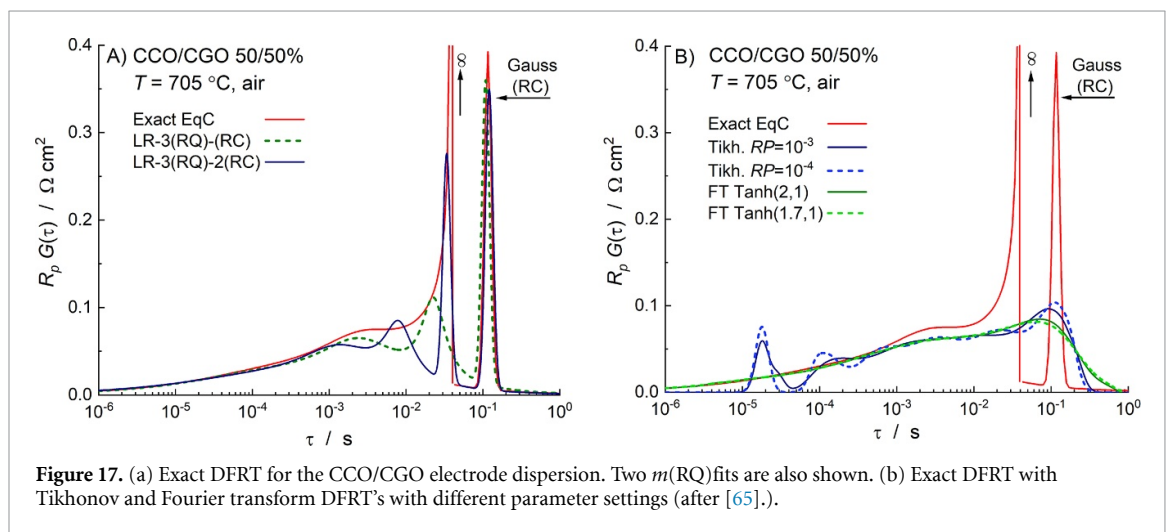 A) CCO/CGO 50/50%
T = 705 °C, air
Exact EqC
LR-3(RQ)-(RC)
LR-3(RQ)-2(RC)
∞
Gauss
(RC)
0.4
0.3
0.2
0.1
0.0
R_p G(τ) / Ω cm²
10⁻⁶ 10⁻⁵ 10⁻⁴ 10⁻³ 10⁻² 10⁻¹ 10⁰
τ / s
B) CCO/CGO 50/50%
T = 705 °C, air
Exact EqC
Tikh. RP=10⁻³
Tikh. RP=10⁻⁴
FT Tanh(2,1)
FT Tanh(1.7,1)
∞
Gauss
(RC)
0.4
0.3
0.2
0.1
0.0
R_p G(τ) / Ω cm²
10⁻⁶ 10⁻⁵ 10⁻⁴ 10⁻³ 10⁻² 10⁻¹ 10⁰
τ / s
Figure 17. (a) Exact DFRT for the CCO/CGO electrode dispersion. Two m(RQ)fits are also shown. (b) Exact DFRT with
Tikhonov and Fourier transform DFRT's with different parameter settings (after [65].).